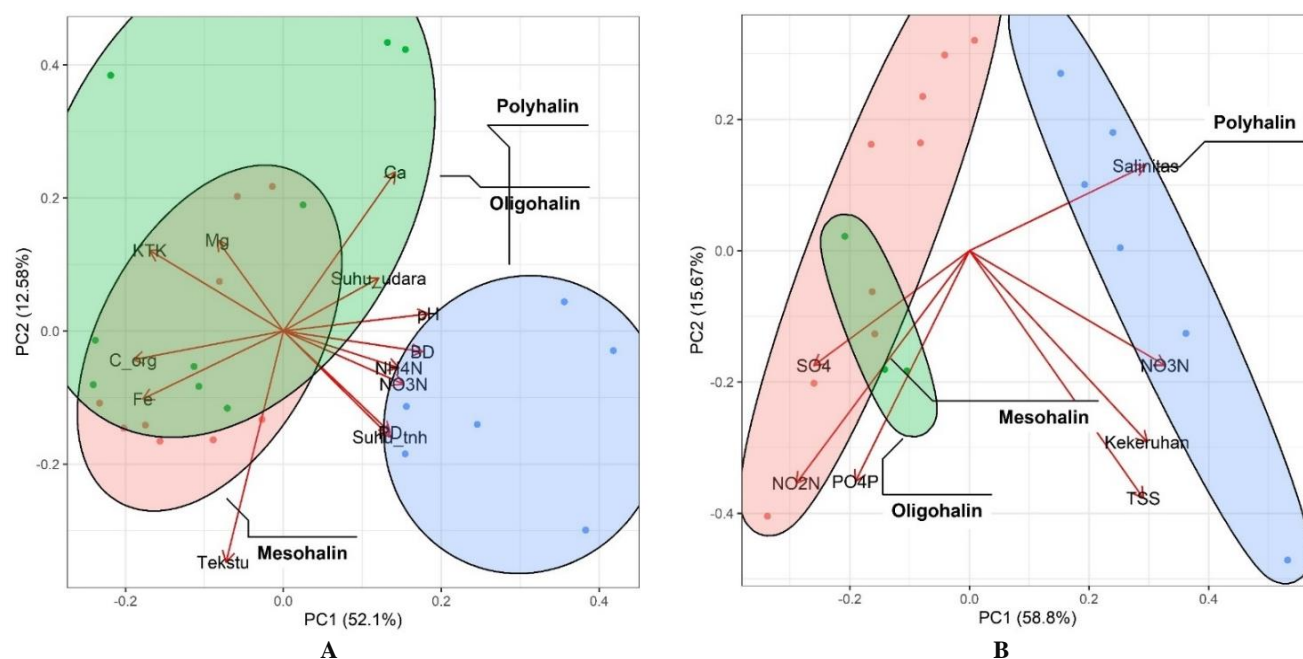 Polyhalin
Ca
Oligohalin
Mg
KTK
Suhu_udara
pH
BD
C_org
NH4N
NO3N
Fe
PD
Suhu_tnh
Mesohalin
Tekstu
0.4
0.2
0.0
-0.2
PC2 (12.58%)
-0.2
0.0
0.2
0.4
PC1 (52.1%)
A
Polyhalin
Salinitas
SO4
NO3N
Mesohalin
Kekeruhan
NO2N
PO4P
TSS
Oligohalin
0.2
0.0
-0.2
-0.4
PC2 (15.67%)
-0.2
0.0
0.2
0.4
PC1 (58.8%)
B